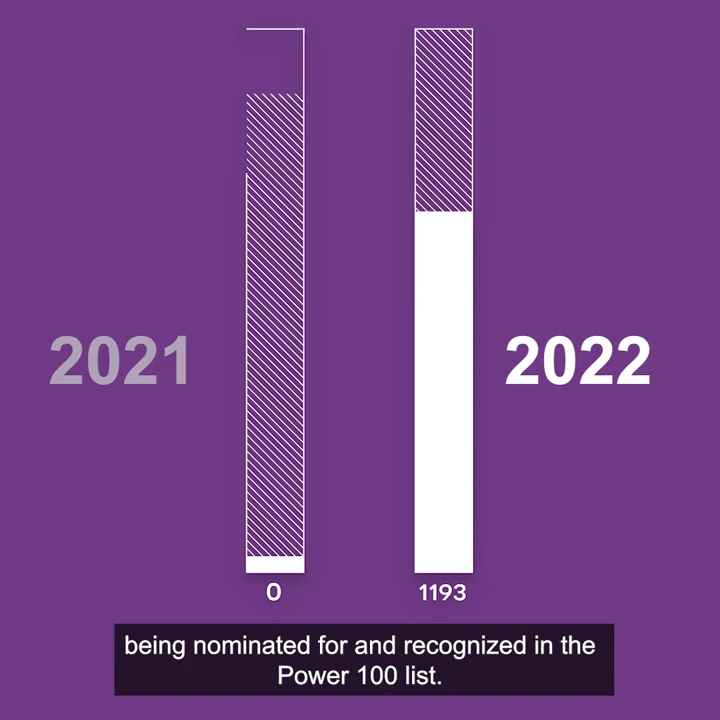 2021
2022
0
1193
being nominated for and recognized in the
Power 100 list.